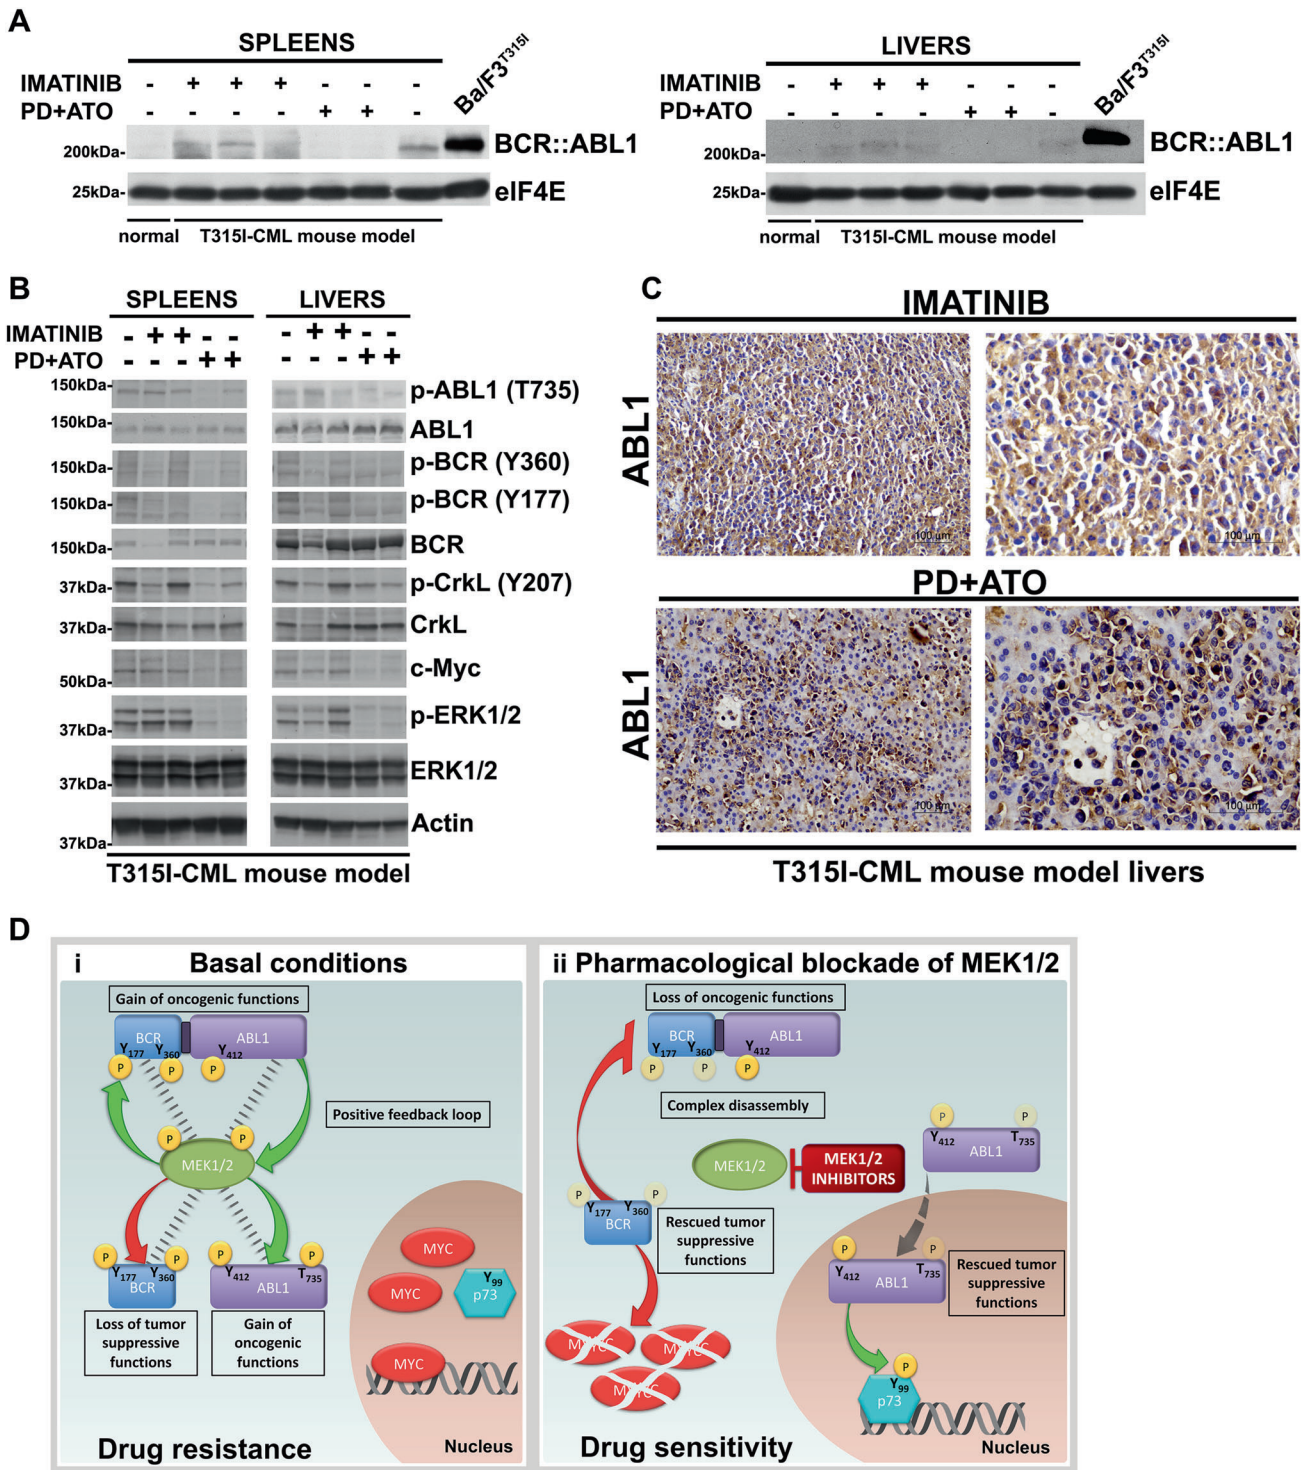 A
SPLEENS
IMATINIB - + + + - - -
PD+ATO - - - - + + -
Ba/F3T315I
200kDa-
BCR::ABL1
25kDa-
eIF4E
normal T315I-CML mouse model
LIVERS
IMATINIB - + + + - - -
PD+ATO - - - - + + -
Ba/F3T315I
200kDa-
BCR::ABL1
25kDa-
eIF4E
normal T315I-CML mouse model
B
SPLEENS LIVERS
IMATINIB - + + - - - + + - -
PD+ATO - - - + + - - - + +
150kDa- p-ABL1 (T735)
150kDa- ABL1
150kDa- p-BCR (Y360)
150kDa- p-BCR (Y177)
150kDa- BCR
37kDa- p-CrkL (Y207)
37kDa- CrkL
50kDa- c-Myc
37kDa- p-ERK1/2
37kDa- ERK1/2
37kDa- Actin
T315I-CML mouse model
C
IMATINIB
ABL1
100 µm
100 µm
PD+ATO
ABL1
100 µm
100 µm
T315I-CML mouse model livers
D
i Basal conditions
Gain of oncogenic functions
BCR ABL1
Y177 Y360 Y412
P P P
Positive feedback loop
P P
MEK1/2
P P P P
Y177 Y360 Y412 T735
BCR ABL1
Loss of tumor
suppressive
functions
Gain of
oncogenic
functions
MYC
MYC
Y99
p73
MYC
Drug resistance
Nucleus
ii Pharmacological blockade of MEK1/2
Loss of oncogenic functions
BCR ABL1
Y177 Y360 Y412
P P P
Complex disassembly
P P
Y412 T735
ABL1
MEK1/2
MEK1/2
INHIBITORS
P P
Y177 Y360
BCR
Rescued tumor
suppressive
functions
P P
Y412 T735
ABL1
Rescued tumor
suppressive
functions
MYC
MYC
MYC
P
Y99
p73
Drug sensitivity
Nucleus